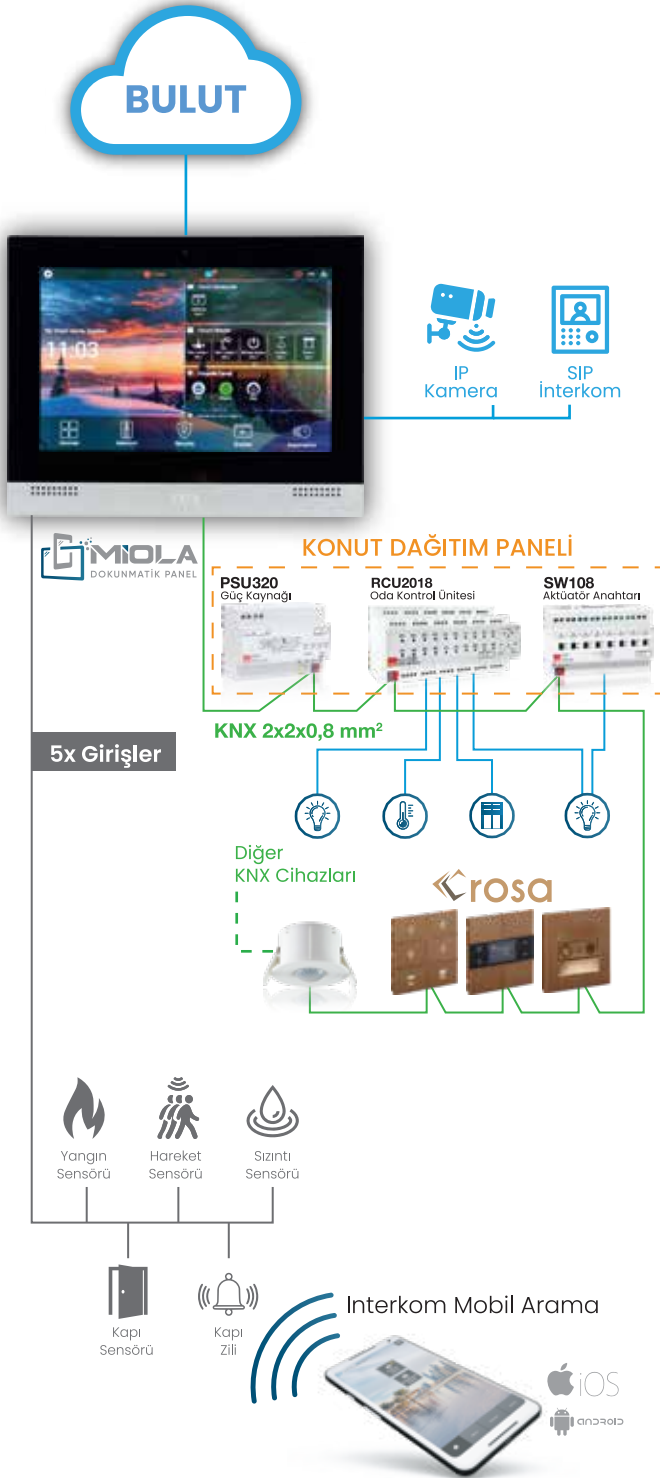 BULUT
11:03
IP
Kamera
SIP
İnterkom
MIOLA
DOKUNMATİK PANEL
KONUT DAĞITIM PANELİ
PSU320
Güç Kaynağı
RCU2018
Oda Kontrol Ünitesi
SW108
Aktüatör Anahtarı
KNX 2x2x0,8 mm²
5x Girişler
Diğer
KNX Cihazları
rosa
Yangın
Sensörü
Hareket
Sensörü
Sızıntı
Sensörü
Kapı
Sensörü
Kapı
Zili
Interkom Mobil Arama
iOS
android